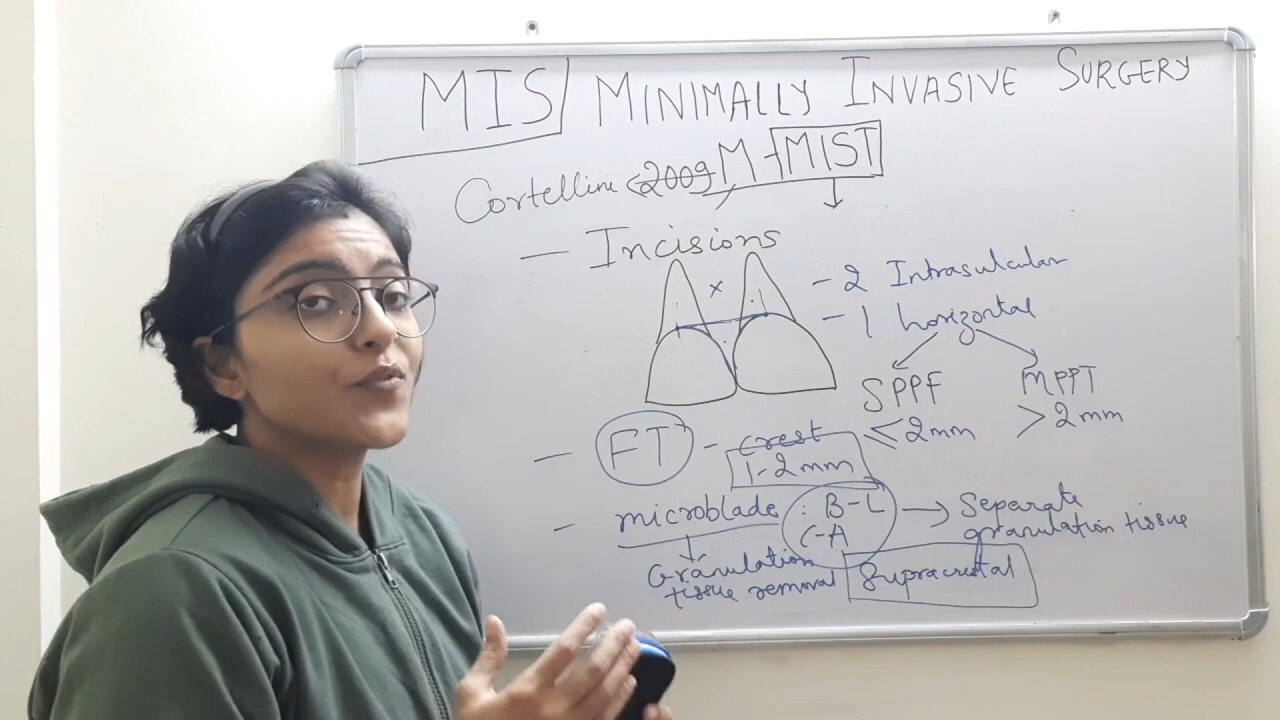 MIS/ MINIMALLY INVASIVE SURGERY
Cortellini <2009 M-MIST
— Incisions
x
- 2 Intrasulcular
- 1 horizontal
SPPF MPPT
≤2mm >2mm
— FT - crest
1-2mm
— microblade : B-L → Separate
C-A granulation tissue
Granulation
tissue removal Supracrestal